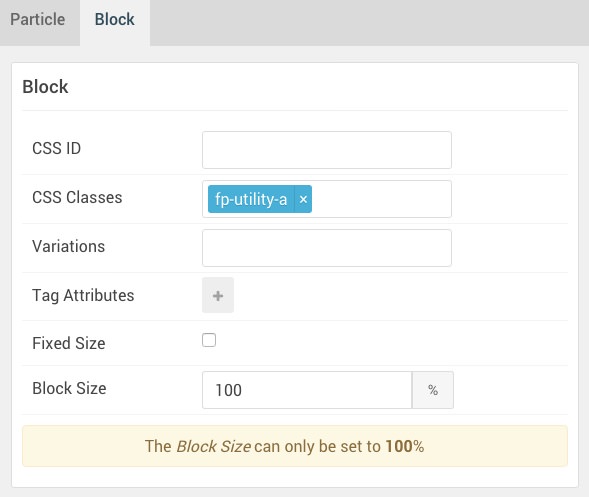 Particle Block
Block
CSS ID
CSS Classes fp-utility-a ×
Variations
Tag Attributes +
Fixed Size
Block Size 100 %
The Block Size can only be set to 100%